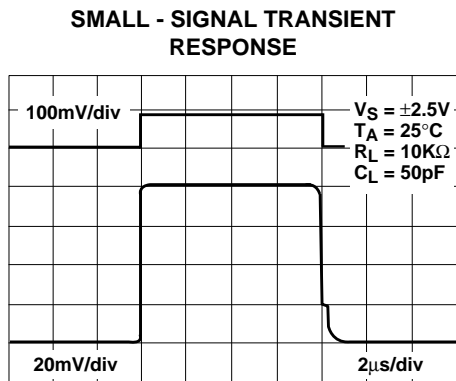 SMALL - SIGNAL TRANSIENT
RESPONSE
100mV/div
VS = ±2.5V
TA = 25°C
RL = 10KΩ
CL = 50pF
20mV/div
2µs/div